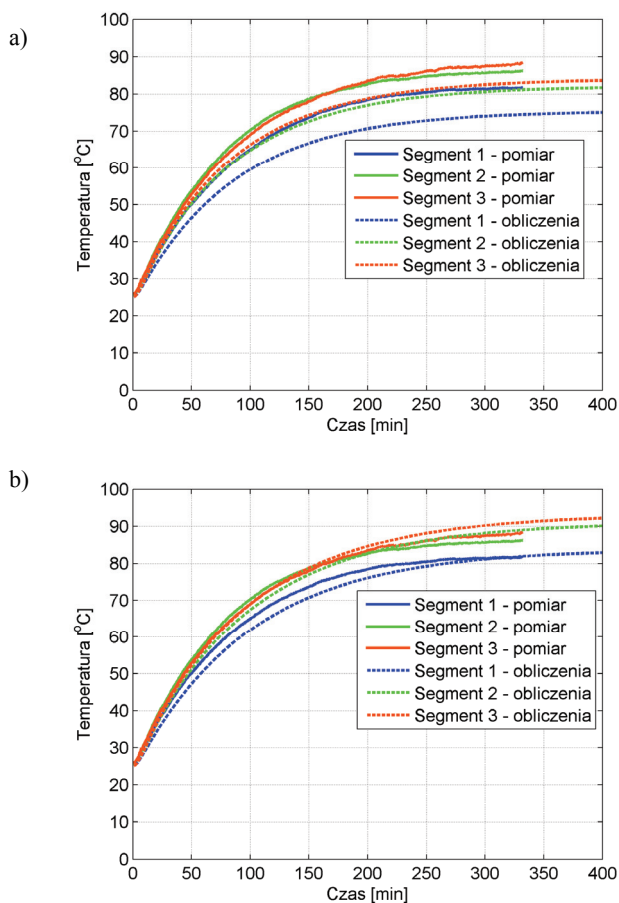 a)
100
90
80
70
60
50
40
30
20
10
0
Temperatura [°C]
Segment 1 - pomiar
Segment 2 - pomiar
Segment 3 - pomiar
Segment 1 - obliczenia
Segment 2 - obliczenia
Segment 3 - obliczenia
0 50 100 150 200 250 300 350 400
Czas [min]
b)
100
90
80
70
60
50
40
30
20
10
0
Temperatura [°C]
Segment 1 - pomiar
Segment 2 - pomiar
Segment 3 - pomiar
Segment 1 - obliczenia
Segment 2 - obliczenia
Segment 3 - obliczenia
0 50 100 150 200 250 300 350 400
Czas [min]